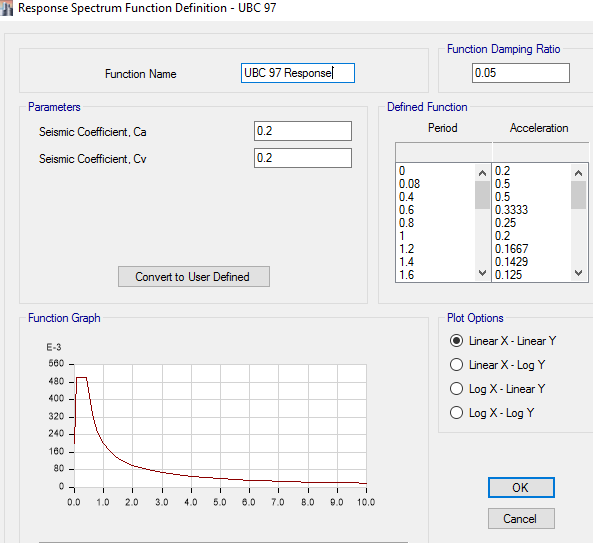 Response Spectrum Function Definition - UBC 97
Function Name
UBC 97 Response
Function Damping Ratio
0.05
Parameters
Seismic Coefficient, Ca
0.2
Seismic Coefficient, Cv
0.2
Convert to User Defined
Defined Function
Period Acceleration
0 0.2
0.08 0.5
0.4 0.5
0.6 0.3333
0.8 0.25
1 0.2
1.2 0.1667
1.4 0.1429
1.6 0.125
Function Graph
E-3
560
480
400
320
240
160
80
0
0.0 1.0 2.0 3.0 4.0 5.0 6.0 7.0 8.0 9.0 10.0
Plot Options
Linear X - Linear Y
Linear X - Log Y
Log X - Linear Y
Log X - Log Y
OK
Cancel